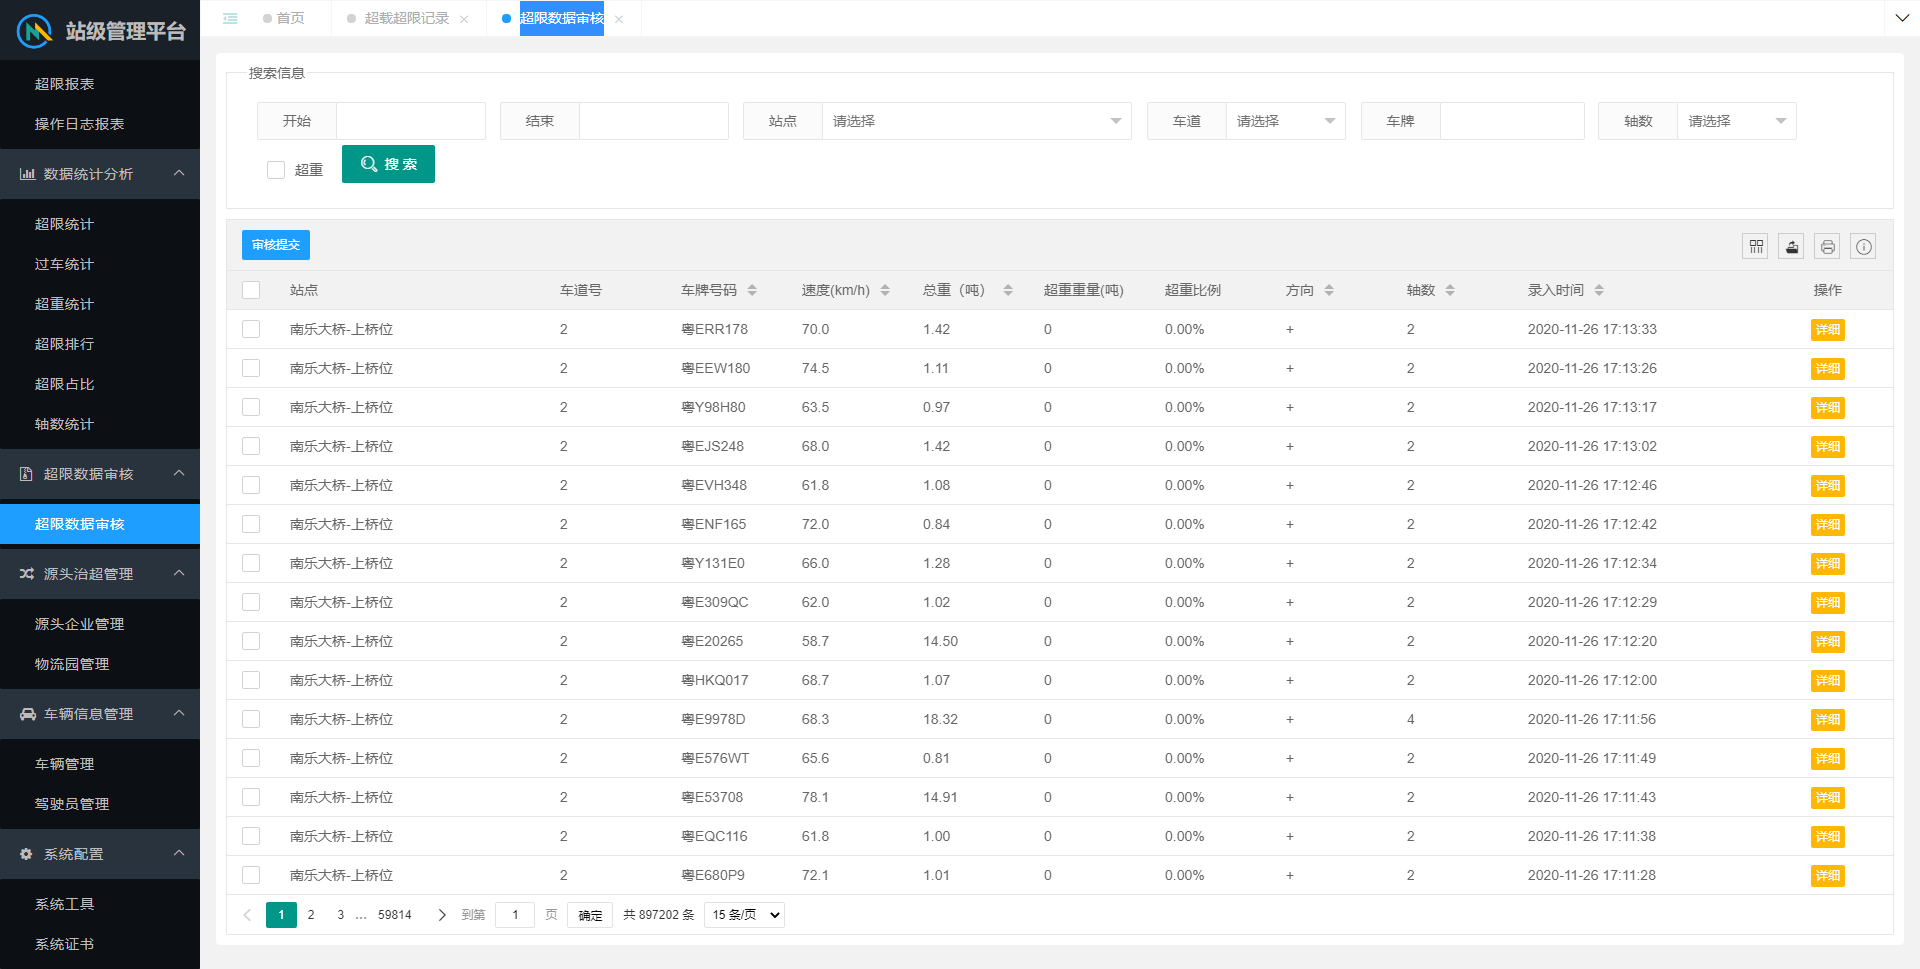 站级管理平台
首页
超载超限记录
超限数据审核
超限报表
操作日志报表
数据统计分析
超限统计
过车统计
超重统计
超限排行
超限占比
轴数统计
超限数据审核
超限数据审核
源头治超管理
源头企业管理
物流园管理
车辆信息管理
车辆管理
驾驶员管理
系统配置
系统工具
系统证书
搜索信息
开始 结束 站点 请选择 车道 请选择 车牌 轴数 请选择
超重 搜 索
审核提交
站点 车道号 车牌号码 速度(km/h) 总重（吨） 超重重量(吨) 超重比例 方向 轴数 录入时间 操作
南乐大桥-上桥位 2 粤ERR178 70.0 1.42 0 0.00% + 2 2020-11-26 17:13:33 详细
南乐大桥-上桥位 2 粤EEW180 74.5 1.11 0 0.00% + 2 2020-11-26 17:13:26 详细
南乐大桥-上桥位 2 粤Y98H80 63.5 0.97 0 0.00% + 2 2020-11-26 17:13:17 详细
南乐大桥-上桥位 2 粤EJS248 68.0 1.42 0 0.00% + 2 2020-11-26 17:13:02 详细
南乐大桥-上桥位 2 粤EVH348 61.8 1.08 0 0.00% + 2 2020-11-26 17:12:46 详细
南乐大桥-上桥位 2 粤ENF165 72.0 0.84 0 0.00% + 2 2020-11-26 17:12:42 详细
南乐大桥-上桥位 2 粤Y131E0 66.0 1.28 0 0.00% + 2 2020-11-26 17:12:34 详细
南乐大桥-上桥位 2 粤E309QC 62.0 1.02 0 0.00% + 2 2020-11-26 17:12:29 详细
南乐大桥-上桥位 2 粤E20265 58.7 14.50 0 0.00% + 2 2020-11-26 17:12:20 详细
南乐大桥-上桥位 2 粤HKQ017 68.7 1.07 0 0.00% + 2 2020-11-26 17:12:00 详细
南乐大桥-上桥位 2 粤E9978D 68.3 18.32 0 0.00% + 4 2020-11-26 17:11:56 详细
南乐大桥-上桥位 2 粤E576WT 65.6 0.81 0 0.00% + 2 2020-11-26 17:11:49 详细
南乐大桥-上桥位 2 粤E53708 78.1 14.91 0 0.00% + 2 2020-11-26 17:11:43 详细
南乐大桥-上桥位 2 粤EQC116 61.8 1.00 0 0.00% + 2 2020-11-26 17:11:38 详细
南乐大桥-上桥位 2 粤E680P9 72.1 1.01 0 0.00% + 2 2020-11-26 17:11:28 详细
1 2 3 … 59814 到第 1 页 确定 共 897202 条 15 条/页